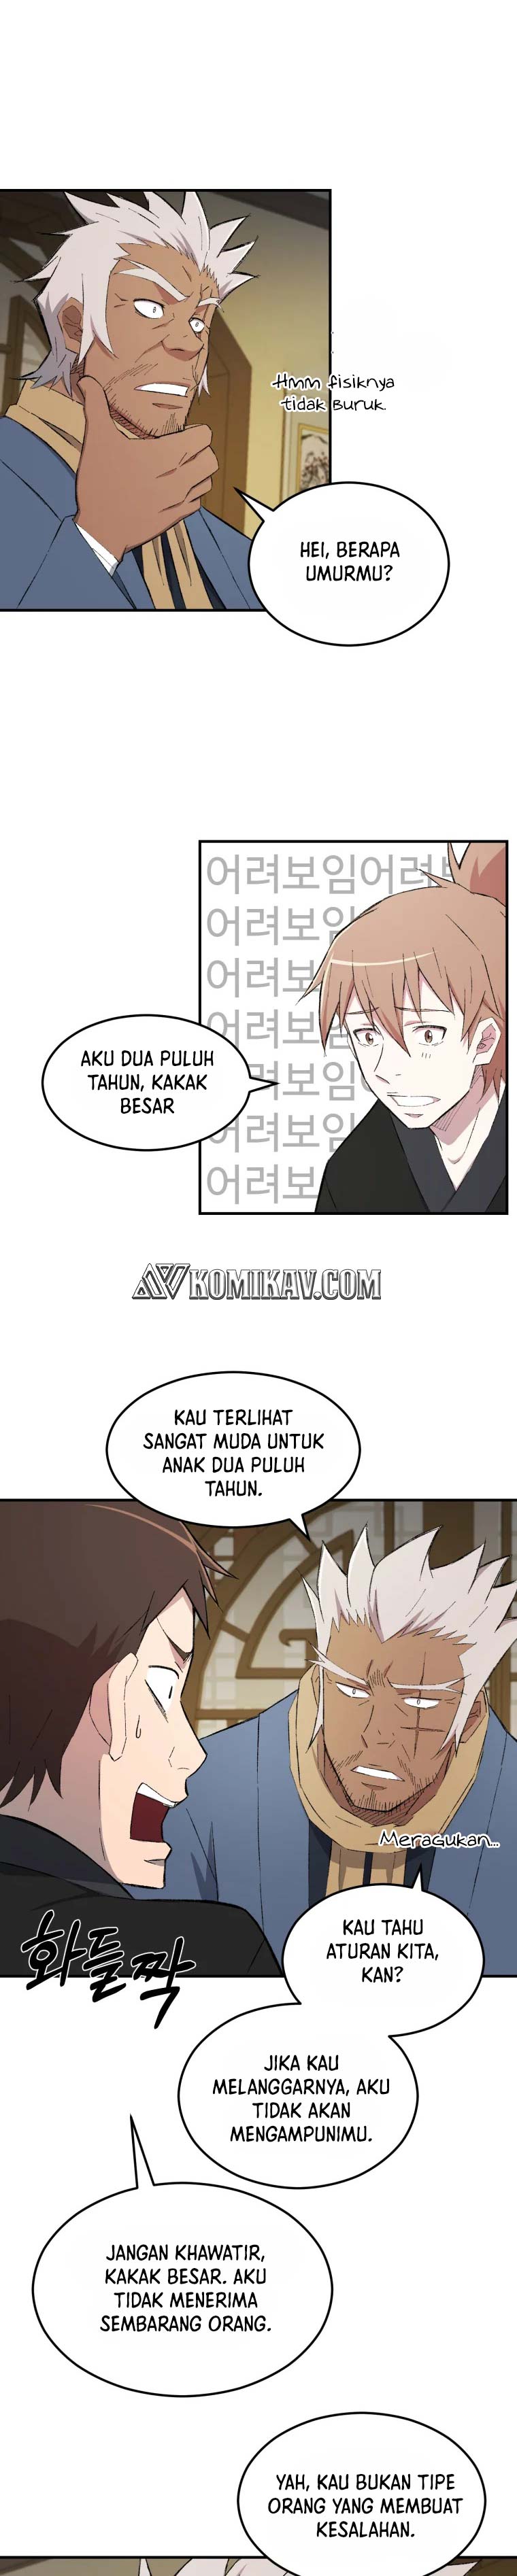 Hmm fisiknya
tidak buruk.
HEI, BERAPA
UMURMU?
어려보임어려보
어려보임
어려보임
어려보임
어려보임
어려보임
어려보임
AKU DUA PULUH
TAHUN, KAKAK
BESAR
KOMIKAV.COM
KAU TERLIHAT
SANGAT MUDA UNTUK
ANAK DUA PULUH
TAHUN.
Meragukan...
화들짝
KAU TAHU
ATURAN KITA,
KAN?
JIKA KAU
MELANGGARNYA, AKU
TIDAK AKAN
MENGAMPUNIMU.
JANGAN KHAWATIR,
KAKAK BESAR. AKU
TIDAK MENERIMA
SEMBARANG ORANG.
YAH, KAU BUKAN TIPE
ORANG YANG MEMBUAT
KESALAHAN.